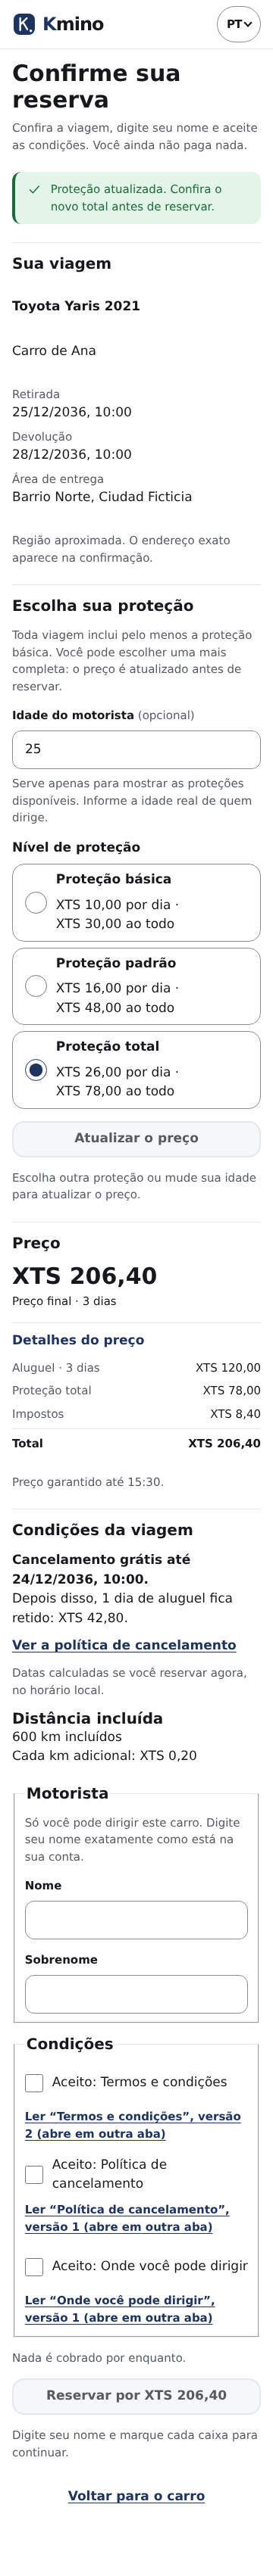 Kmino
PT
Confirme sua
reserva
Confira a viagem, digite seu nome e aceite
as condições. Você ainda não paga nada.
Proteção atualizada. Confira o
novo total antes de reservar.
Sua viagem
Toyota Yaris 2021
Carro de Ana
Retirada
25/12/2036, 10:00
Devolução
28/12/2036, 10:00
Área de entrega
Barrio Norte, Ciudad Ficticia
Região aproximada. O endereço exato
aparece na confirmação.
Escolha sua proteção
Toda viagem inclui pelo menos a proteção
básica. Você pode escolher uma mais
completa: o preço é atualizado antes de
reservar.
Idade do motorista (opcional)
25
Serve apenas para mostrar as proteções
disponíveis. Informe a idade real de quem
dirige.
Nível de proteção
Proteção básica
XTS 10,00 por dia ·
XTS 30,00 ao todo
Proteção padrão
XTS 16,00 por dia ·
XTS 48,00 ao todo
Proteção total
XTS 26,00 por dia ·
XTS 78,00 ao todo
Atualizar o preço
Escolha outra proteção ou mude sua idade
para atualizar o preço.
Preço
XTS 206,40
Preço final · 3 dias
Detalhes do preço
Aluguel · 3 dias XTS 120,00
Proteção total XTS 78,00
Impostos XTS 8,40
Total XTS 206,40
Preço garantido até 15:30.
Condições da viagem
Cancelamento grátis até
24/12/2036, 10:00.
Depois disso, 1 dia de aluguel fica
retido: XTS 42,80.
Ver a política de cancelamento
Datas calculadas se você reservar agora,
no horário local.
Distância incluída
600 km incluídos
Cada km adicional: XTS 0,20
Motorista
Só você pode dirigir este carro. Digite
seu nome exatamente como está na
sua conta.
Nome
Sobrenome
Condições
Aceito: Termos e condições
Ler “Termos e condições”, versão
2 (abre em outra aba)
Aceito: Política de
cancelamento
Ler “Política de cancelamento”,
versão 1 (abre em outra aba)
Aceito: Onde você pode dirigir
Ler “Onde você pode dirigir”,
versão 1 (abre em outra aba)
Nada é cobrado por enquanto.
Reservar por XTS 206,40
Digite seu nome e marque cada caixa para
continuar.
Voltar para o carro